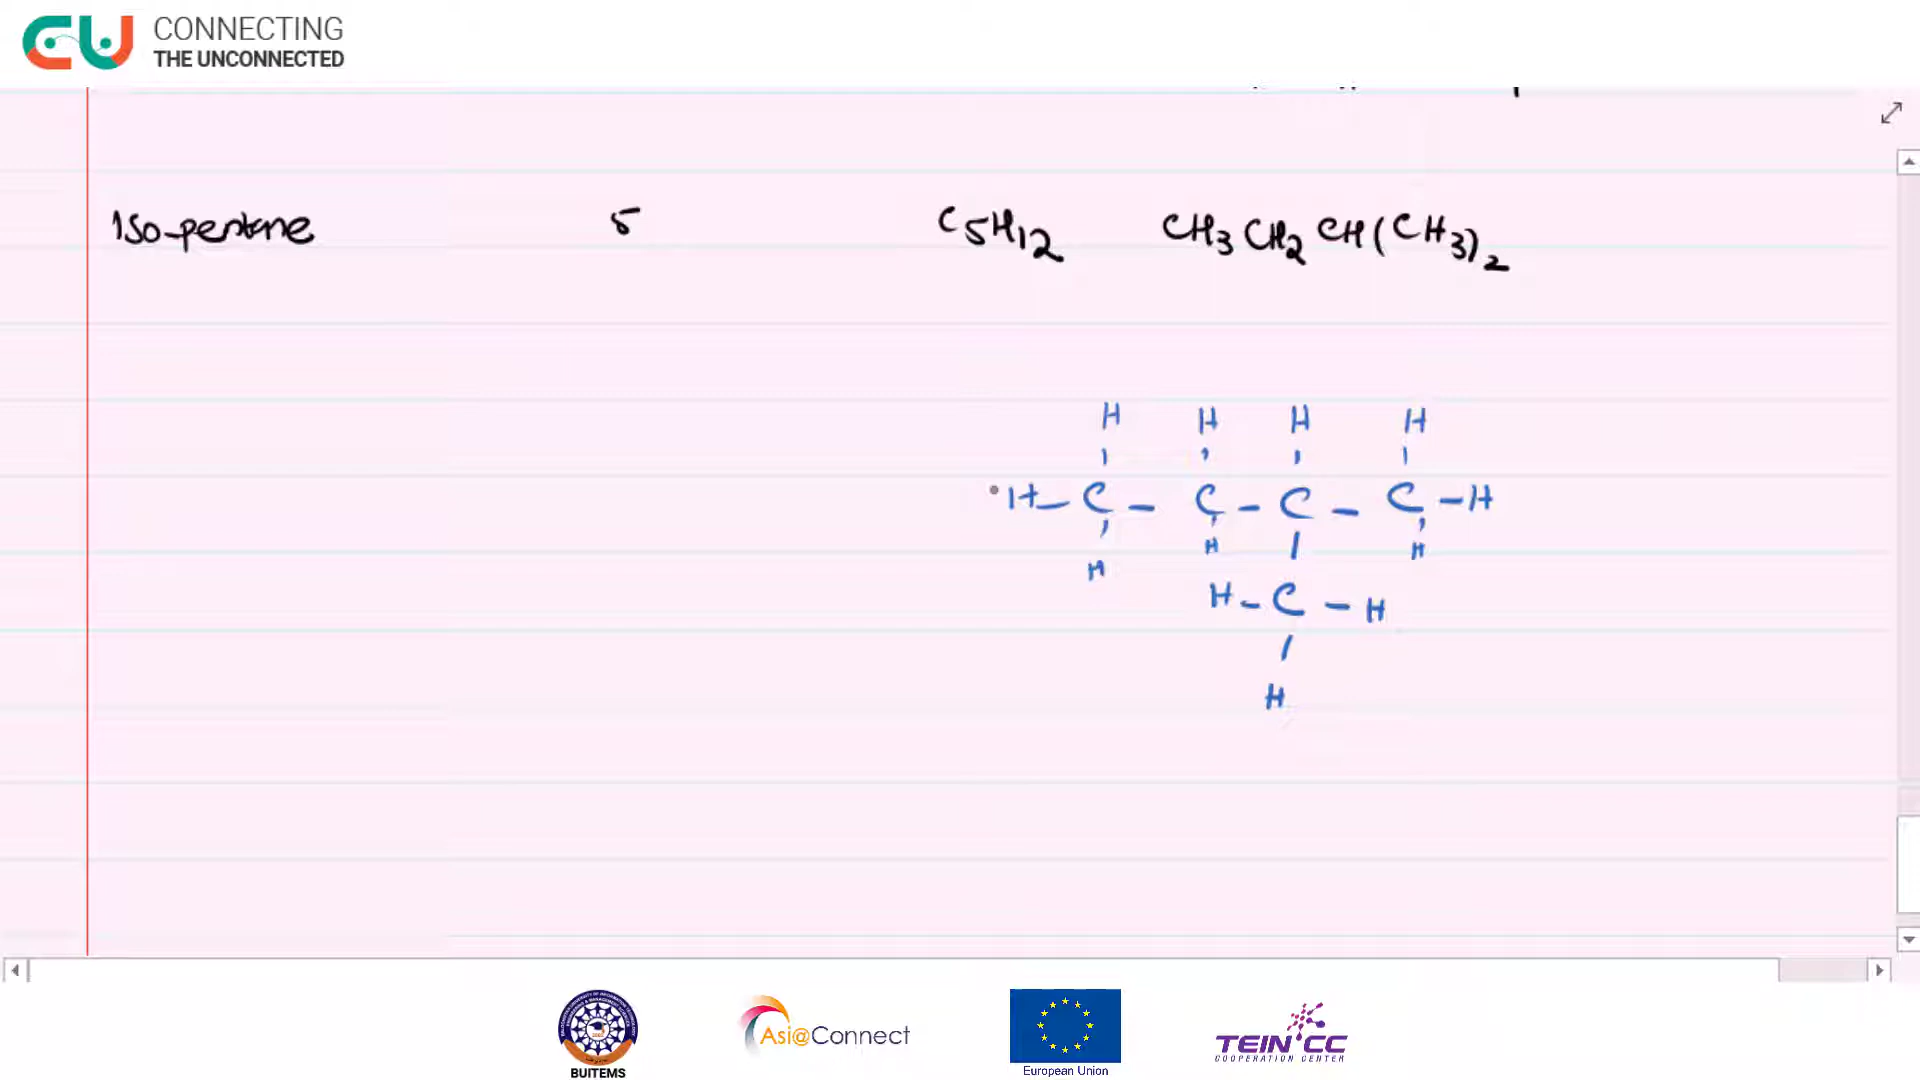 CONNECTING
THE UNCONNECTED
Iso-pentane 5 C5H12 CH3 CH2 CH(CH3)2
H H H H
H-C-C-C-C-H
H H H
H-C-H
H
BUITEMS
Asi@Connect
European Union
TEIN*CC
COOPERATION CENTER